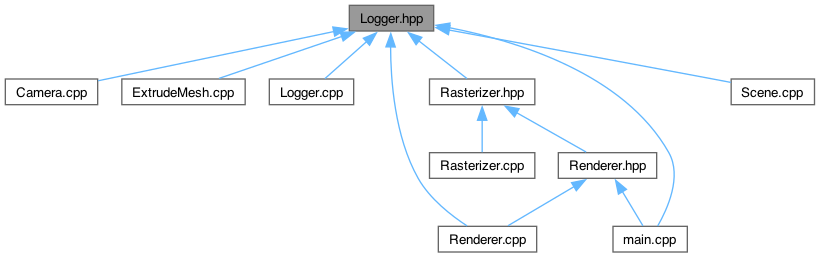 Logger.hpp
Camera.cpp
ExtrudeMesh.cpp
Logger.cpp
Rasterizer.hpp
Scene.cpp
Rasterizer.cpp
Renderer.hpp
Renderer.cpp
main.cpp